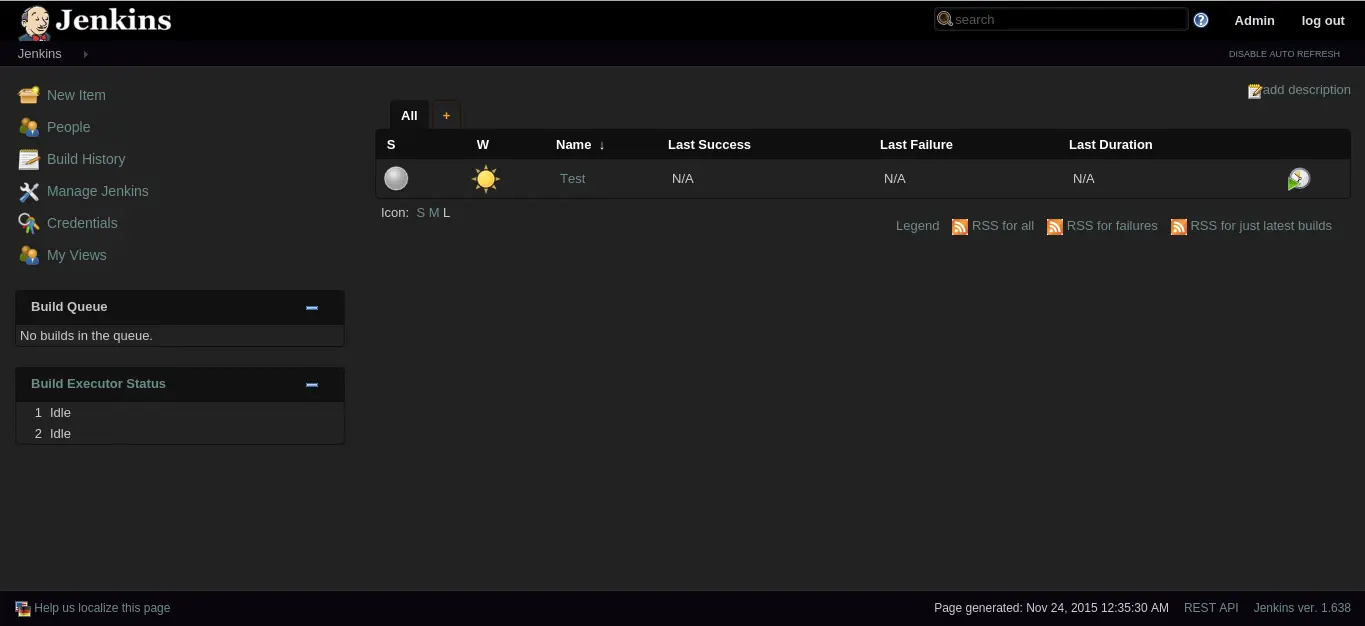 Jenkins
search
?
Admin
log out
Jenkins
DISABLE AUTO REFRESH
New Item
People
Build History
Manage Jenkins
Credentials
My Views
Build Queue
No builds in the queue.
Build Executor Status
1 Idle
2 Idle
add description
All +
S W Name ↓ Last Success Last Failure Last Duration
Test N/A N/A N/A
Icon: S M L
Legend RSS for all RSS for failures RSS for just latest builds
Help us localize this page
Page generated: Nov 24, 2015 12:35:30 AM REST API Jenkins ver. 1.638